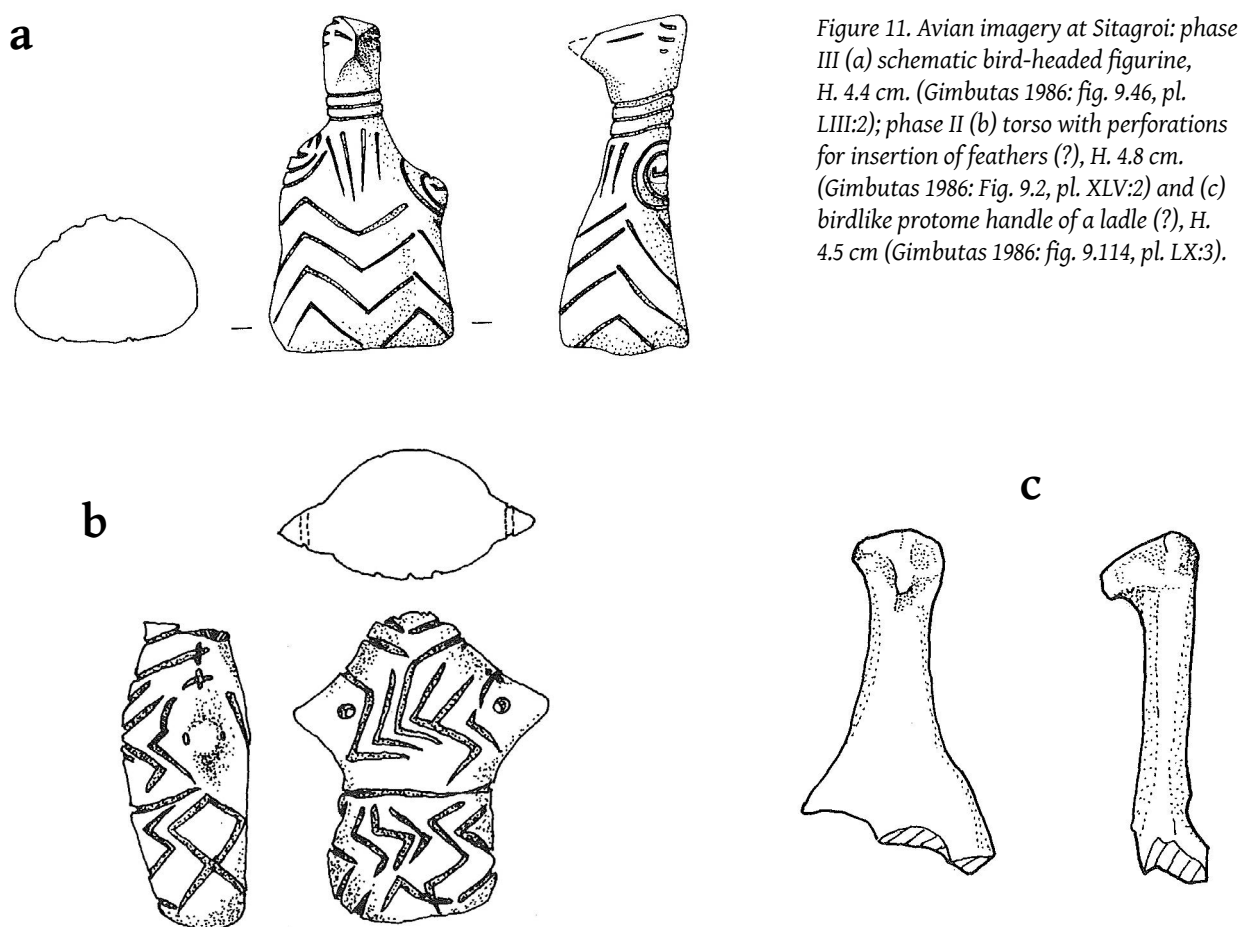 a
Figure 11. Avian imagery at Sitagroi: phase
III (a) schematic bird-headed figurine,
H. 4.4 cm. (Gimbutas 1986: fig. 9.46, pl.
LIII:2); phase II (b) torso with perforations
for insertion of feathers (?), H. 4.8 cm.
(Gimbutas 1986: Fig. 9.2, pl. XLV:2) and (c)
birdlike protome handle of a ladle (?), H.
4.5 cm (Gimbutas 1986: fig. 9.114, pl. LX:3).
b
c